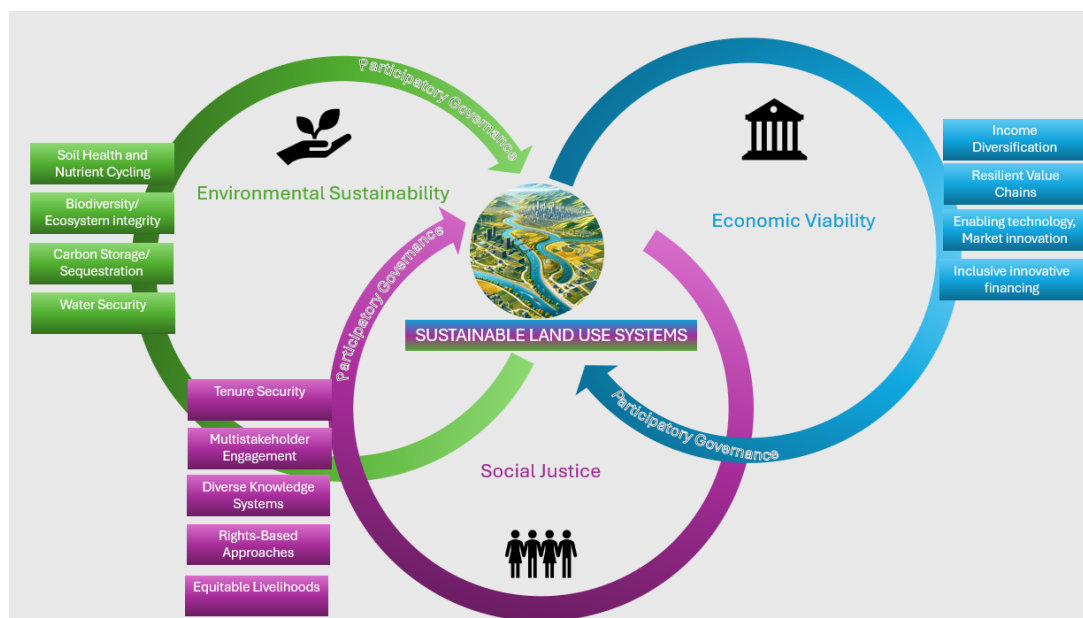 Participatory Governance
Environmental Sustainability
Soil Health and
Nutrient Cycling
Biodiversity/
Ecosystem integrity
Carbon Storage/
Sequestration
Water Security
Economic Viability
Income
Diversification
Resilient Value
Chains
Enabling technology,
Market innovation
Inclusive innovative
financing
Participatory Governance
SUSTAINABLE LAND USE SYSTEMS
Participatory Governance
Social Justice
Tenure Security
Multistakeholder
Engagement
Diverse Knowledge
Systems
Rights-Based
Approaches
Equitable Livelihoods